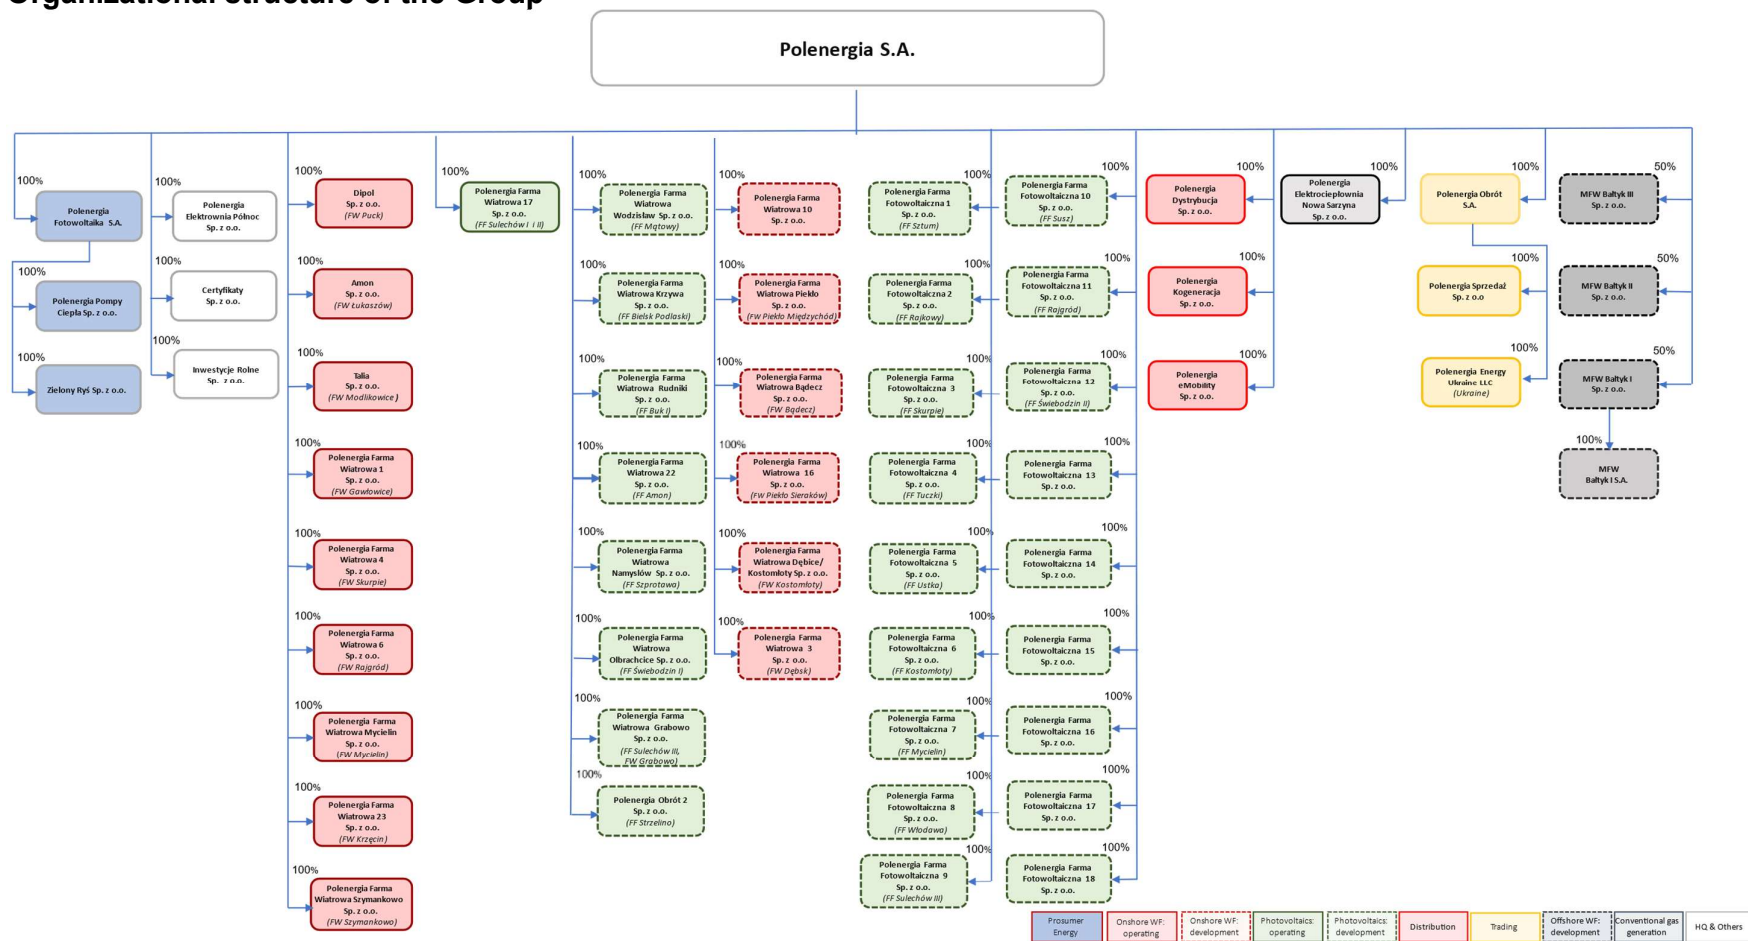 Organizational structure of the Group
Polenergia S.A.
100%
Polenergia
Fotowoltaika S.A.
100%
Polenergia Pompy
Ciepła Sp. z o.o.
100%
Zielony Ryś Sp. z o.o.
100%
Polenergia
Elektrownia Północ
Sp. z o.o.
100%
Certyfikaty
Sp. z o.o.
100%
Inwestycje Rolne
Sp. z o.o.
100%
Dipol
Sp. z o.o.
(FW Puck)
100%
Amon
Sp. z o.o.
(FW Łukaszów)
100%
Talia
Sp. z o.o.
(FW Modlikowice)
100%
Polenergia Farma
Wiatrowa 1
Sp. z o.o.
(FW Gawłowice)
100%
Polenergia Farma
Wiatrowa 4
Sp. z o.o.
(FW Skurpie)
100%
Polenergia Farma
Wiatrowa 6
Sp. z o.o.
(FW Rajgród)
100%
Polenergia Farma
Wiatrowa Mycielin
Sp. z o.o.
(FW Mycielin)
100%
Polenergia Farma
Wiatrowa 23
Sp. z o.o.
(FW Krzęcin)
100%
Polenergia Farma
Wiatrowa Szymankowo
Sp. z o.o.
(FW Szymankowo)
100%
Polenergia Farma
Wiatrowa 17
Sp. z o.o.
(FF Sulechów I i II)
100%
Polenergia Farma
Wiatrowa
Wodzisław Sp. z o.o.
(FF Mątowy)
100%
Polenergia Farma
Wiatrowa Krzywa
Sp. z o.o.
(FF Bielsk Podlaski)
100%
Polenergia Farma
Wiatrowa Rudniki
Sp. z o.o.
(FF Buk I)
100%
Polenergia Farma
Wiatrowa 22
Sp. z o.o.
(FF Amon)
100%
Polenergia Farma
Wiatrowa
Namysłów Sp. z o.o.
(FF Szprotawa)
100%
Polenergia Farma
Wiatrowa
Olbrachcice Sp. z o.o.
(FF Świebodzin I)
100%
Polenergia Farma
Wiatrowa Grabowo
Sp. z o.o.
(FF Sulechów III,
FW Grabowo)
100%
Polenergia Obrót 2
Sp. z o.o.
(FF Strzelino)
100%
Polenergia Farma
Wiatrowa 10
Sp. z o.o.
100%
Polenergia Farma
Wiatrowa Piekło
Sp. z o.o.
(FW Piekło Międzychód)
100%
Polenergia Farma
Wiatrowa Bądecz
Sp. z o.o.
(FW Bądecz)
100%
Polenergia Farma
Wiatrowa 16
Sp. z o.o.
(FW Piekło Sieraków)
100%
Polenergia Farma
Wiatrowa Dębice/
Kostomłoty Sp. z o.o.
(FW Kostomłoty)
100%
Polenergia Farma
Wiatrowa 3
Sp. z o.o.
(FW Dębsk)
100%
Polenergia Farma
Fotowoltaiczna 1
Sp. z o.o.
(FF Sztum)
100%
Polenergia Farma
Fotowoltaiczna 2
Sp. z o.o.
(FF Rajkowy)
100%
Polenergia Farma
Fotowoltaiczna 3
Sp. z o.o.
(FF Skurpie)
100%
Polenergia Farma
Fotowoltaiczna 4
Sp. z o.o.
(FF Tuczki)
100%
Polenergia Farma
Fotowoltaiczna 5
Sp. z o.o.
(FF Ustka)
100%
Polenergia Farma
Fotowoltaiczna 6
Sp. z o.o.
(FF Kostomłoty)
100%
Polenergia Farma
Fotowoltaiczna 7
Sp. z o.o.
(FF Mycielin)
100%
Polenergia Farma
Fotowoltaiczna 8
Sp. z o.o.
(FF Włodawa)
100%
Polenergia Farma
Fotowoltaiczna 9
Sp. z o.o.
(FF Sulechów III)
100%
Polenergia Farma
Fotowoltaiczna 10
Sp. z o.o.
(FF Susz)
100%
Polenergia Farma
Fotowoltaiczna 11
Sp. z o.o.
(FF Rajgród)
100%
Polenergia Farma
Fotowoltaiczna 12
Sp. z o.o.
(FF Świebodzin II)
100%
Polenergia Farma
Fotowoltaiczna 13
Sp. z o.o.
100%
Polenergia Farma
Fotowoltaiczna 14
Sp. z o.o.
100%
Polenergia Farma
Fotowoltaiczna 15
Sp. z o.o.
100%
Polenergia Farma
Fotowoltaiczna 16
Sp. z o.o.
100%
Polenergia Farma
Fotowoltaiczna 17
Sp. z o.o.
100%
Polenergia Farma
Fotowoltaiczna 18
Sp. z o.o.
100%
Polenergia
Dystrybucja
Sp. z o.o.
100%
Polenergia
Kogeneracja
Sp. z o.o.
100%
Polenergia
eMobility
Sp. z o.o.
100%
Polenergia
Elektrociepłownia
Nowa Sarzyna
Sp. z o.o.
100%
Polenergia Obrót
S.A.
100%
Polenergia Sprzedaż
Sp. z o.o
100%
Polenergia Energy
Ukraine LLC
(Ukraine)
50%
MFW Bałtyk III
Sp. z o.o.
50%
MFW Bałtyk II
Sp. z o.o.
50%
MFW Bałtyk I
Sp. z o.o.
100%
MFW
Bałtyk I S.A.
Prosumer
Energy
Onshore WF:
operating
Onshore WF:
development
Photovoltaics:
operating
Photovoltaics:
development
Distribution
Trading
Offshore WF:
development
Conventional gas
generation
HQ & Others